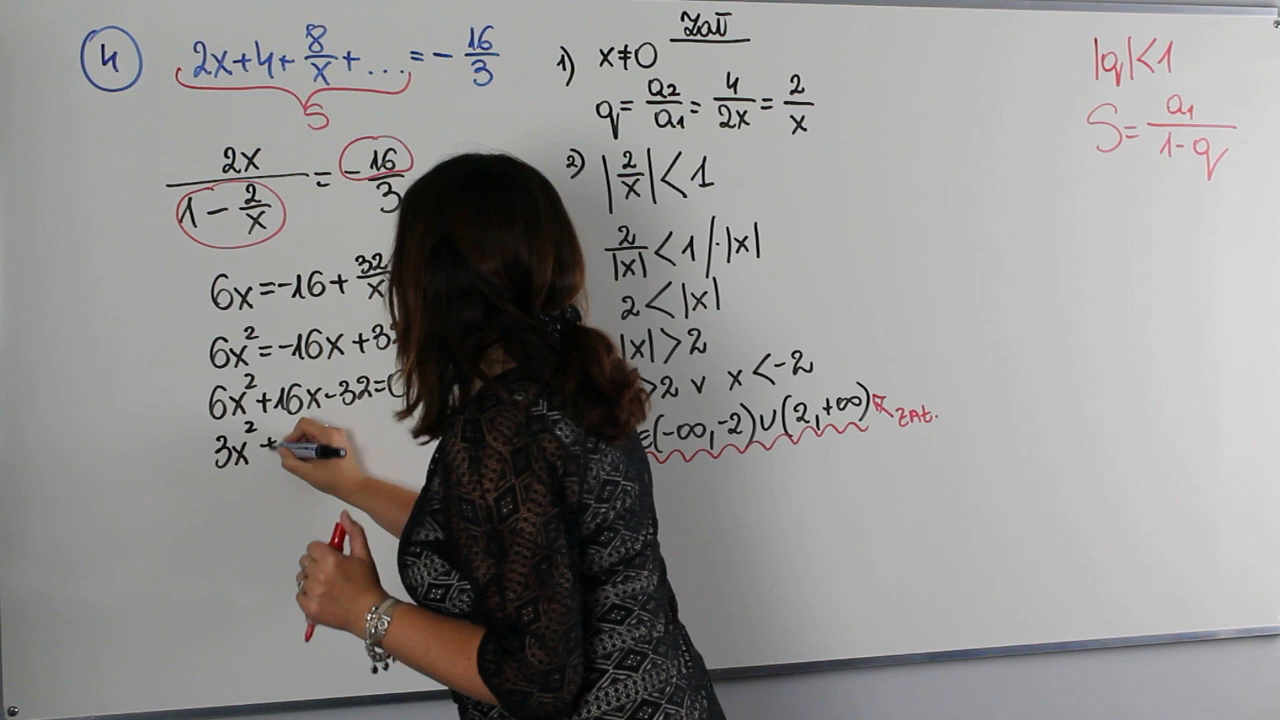 4 2x+4+8/x+...=-16/3
S
2x/(1-2/x)=-16/3
6x=-16+32/x
6x²=-16x+3
6x²+16x-32=0
3x²+
Zał
1) x≠0
q=a₂/a₁=4/2x=2/x
2) |2/x|<1
2/|x|<1 /·|x|
2<|x|
|x|>2
>2 ∨ x<-2
∈(-∞,-2)∪(2,+∞) ZAŁ.
|q|<1
S=a₁/(1-q)